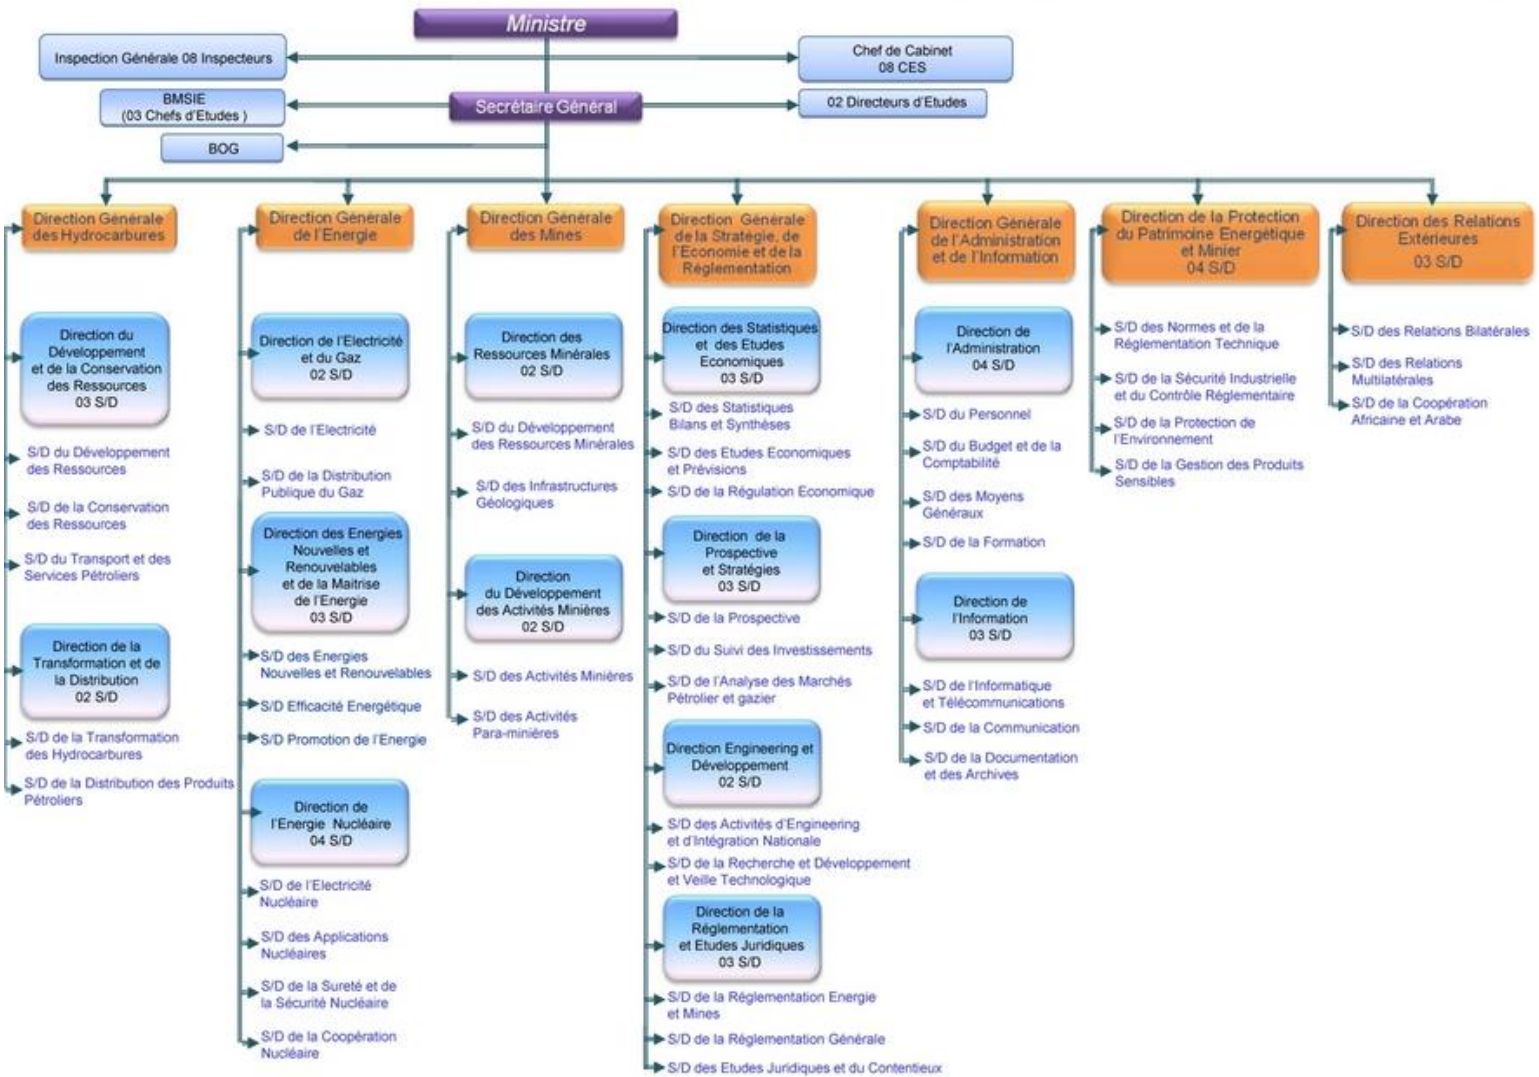 Ministre
Inspection Générale 08 Inspecteurs
Chef de Cabinet
08 CES
BMSIE
(03 Chefs d'Etudes )
Secrétaire Général
02 Directeurs d'Etudes
BOG
Direction Générale
des Hydrocarbures
Direction du
Développement
et de la Conservation
des Ressources
03 S/D
S/D du Développement
des Ressources
S/D de la Conservation
des Ressources
S/D du Transport et des
Services Pétroliers
Direction de la
Transformation et de
la Distribution
02 S/D
S/D de la Transformation
des Hydrocarbures
S/D de la Distribution des Produits
Pétroliers
Direction Générale
de l'Energie
Direction de l'Electricité
et du Gaz
02 S/D
S/D de l'Electricité
S/D de la Distribution
Publique du Gaz
Direction des Energies
Nouvelles et
Renouvelables
et de la Maitrise
de l'Energie
03 S/D
S/D des Energies
Nouvelles et Renouvelables
S/D Efficacité Energétique
S/D Promotion de l'Energie
Direction de
l'Energie Nucléaire
04 S/D
S/D de l'Electricité
Nucléaire
S/D des Applications
Nucléaires
S/D de la Sureté et de
la Sécurité Nucléaire
S/D de la Coopération
Nucléaire
Direction Générale
des Mines
Direction des
Ressources Minérales
02 S/D
S/D du Développement
des Ressources Minérales
S/D des Infrastructures
Géologiques
Direction
du Développement
des Activités Minières
02 S/D
S/D des Activités Minières
S/D des Activités
Para-minières
Direction Générale
de la Stratégie, de
l'Economie et de la
Réglementation
Direction des Statistiques
et des Etudes
Economiques
03 S/D
S/D des Statistiques
Bilans et Synthèses
S/D des Etudes Economiques
et Prévisions
S/D de la Régulation Economique
Direction de la
Prospective
et Stratégies
03 S/D
S/D de la Prospective
S/D du Suivi des Investissements
S/D de l'Analyse des Marchés
Pétrolier et gazier
Direction Engineering et
Développement
02 S/D
S/D des Activités d'Engineering
et d'Intégration Nationale
S/D de la Recherche et Développement
et Veille Technologique
Direction de la
Réglementation
et Etudes Juridiques
03 S/D
S/D de la Réglementation Energie
et Mines
S/D de la Réglementation Générale
S/D des Etudes Juridiques et du Contentieux
Direction Générale
de l'Administration
et de l'Information
Direction de
l'Administration
04 S/D
S/D du Personnel
S/D du Budget et de la
Comptabilité
S/D des Moyens
Généraux
S/D de la Formation
Direction de
l'Information
03 S/D
S/D de l'Informatique
et Télécommunications
S/D de la Communication
S/D de la Documentation
et des Archives
Direction de la Protection
du Patrimoine Energétique
et Minier
04 S/D
S/D des Normes et de la
Réglementation Technique
S/D de la Sécurité Industrielle
et du Contrôle Réglementaire
S/D de la Protection de
l'Environnement
S/D de la Gestion des Produits
Sensibles
Direction des Relations
Extérieures
03 S/D
S/D des Relations Bilatérales
S/D des Relations
Multilatérales
S/D de la Coopération
Africaine et Arabe